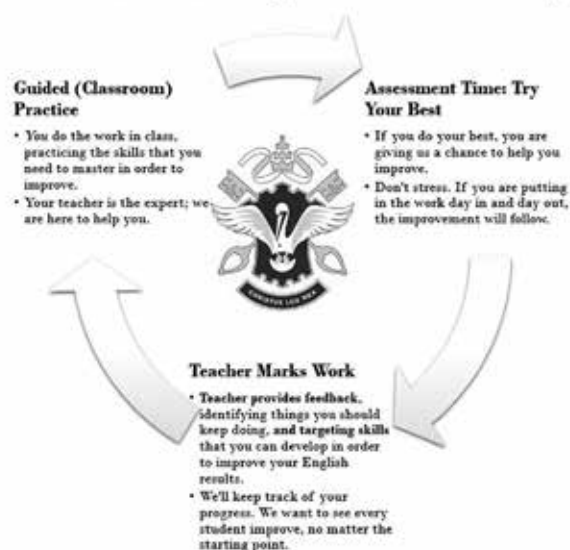 Guided (Classroom)
Practice
• You do the work in class,
practicing the skills that you
need to master in order to
improve.
• Your teacher is the expert; we
are here to help you.
Assessment Time: Try
Your Best
• If you do your best, you are
giving us a chance to help you
improve.
• Don't stress. If you are putting
in the work day in and day out,
the improvement will follow.
CHRISTUS LUX MEA
Teacher Marks Work
• Teacher provides feedback,
identifying things you should
keep doing, and targeting skills
that you can develop in order
to improve your English
results.
• We'll keep track of your
progress. We want to see every
student improve, no matter the
starting point.